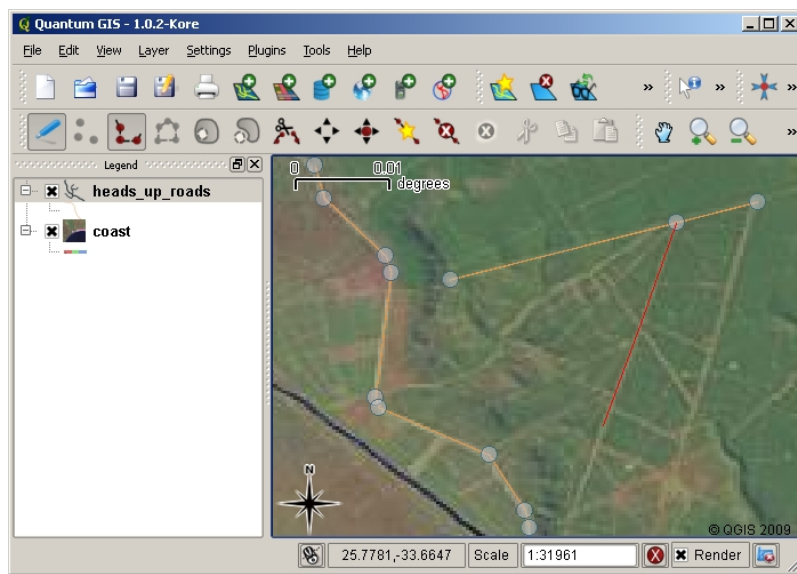 Quantum GIS - 1.0.2-Kore
File Edit View Layer Settings Plugins Tools Help
Legend
heads_up_roads
coast
0 0.01
degrees
N
© QGIS 2009
25.7781,-33.6647 Scale 1:31961 Render